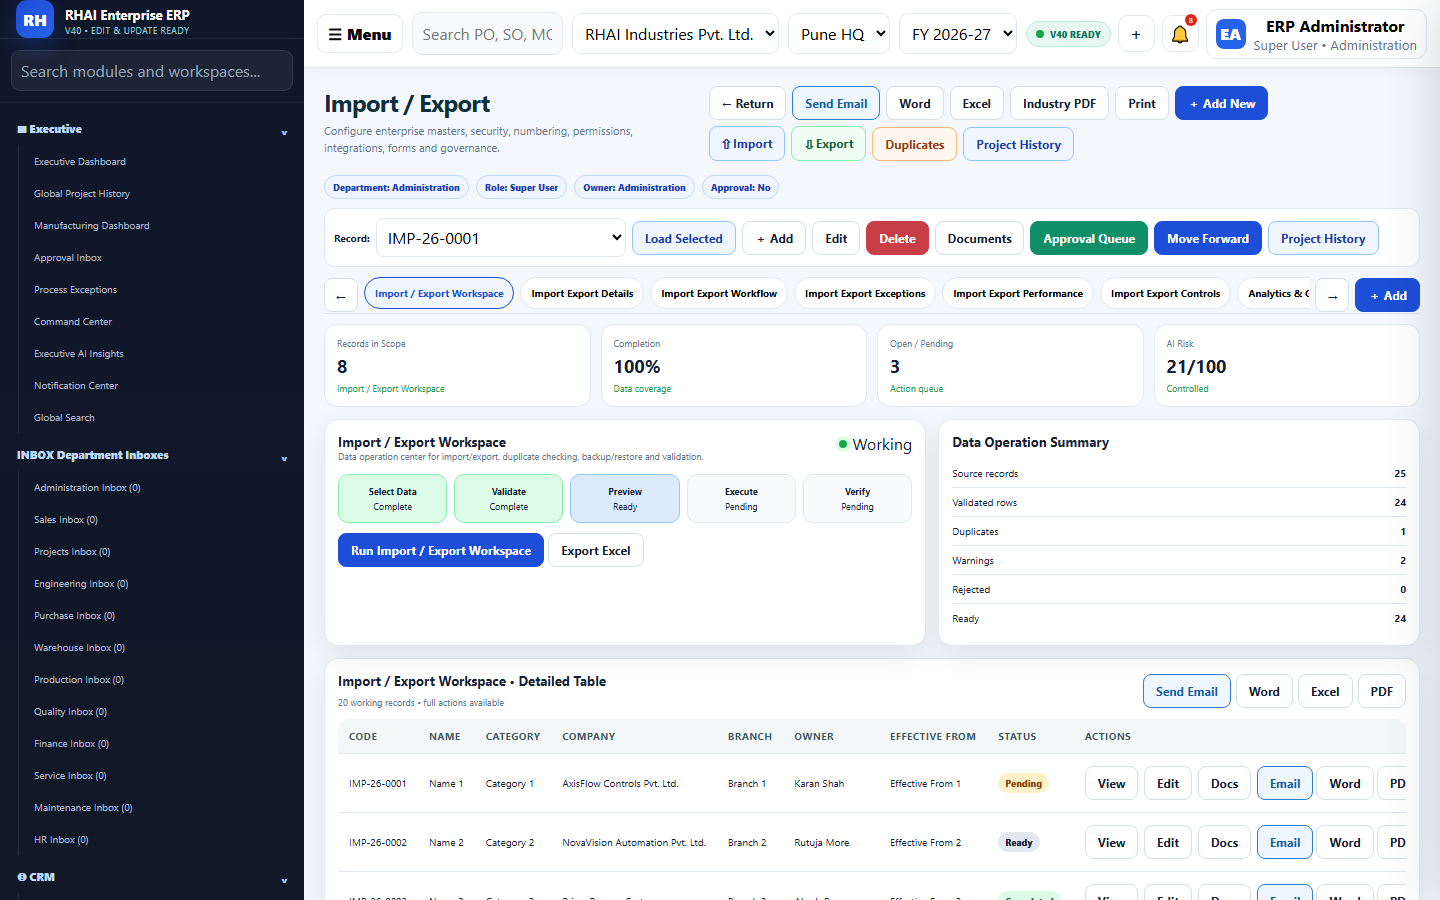 RH
RHAI Enterprise ERP
V40 • EDIT & UPDATE READY
Search modules and workspaces...
Executive
Executive Dashboard
Global Project History
Manufacturing Dashboard
Approval Inbox
Process Exceptions
Command Center
Executive AI Insights
Notification Center
Global Search
INBOX Department Inboxes
Administration Inbox (0)
Sales Inbox (0)
Projects Inbox (0)
Engineering Inbox (0)
Purchase Inbox (0)
Warehouse Inbox (0)
Production Inbox (0)
Quality Inbox (0)
Finance Inbox (0)
Service Inbox (0)
Maintenance Inbox (0)
HR Inbox (0)
CRM
☰ Menu
Search PO, SO, MC
RHAI Industries Pvt. Ltd.
Pune HQ
FY 2026-27
V40 READY
+
8
EA
ERP Administrator
Super User • Administration
Import / Export
Configure enterprise masters, security, numbering, permissions,
integrations, forms and governance.
← Return
Send Email
Word
Excel
Industry PDF
Print
+ Add New
⇧ Import
⇩ Export
Duplicates
Project History
Department: Administration
Role: Super User
Owner: Administration
Approval: No
Record:
IMP-26-0001
Load Selected
+ Add
Edit
Delete
Documents
Approval Queue
Move Forward
Project History
←
Import / Export Workspace
Import Export Details
Import Export Workflow
Import Export Exceptions
Import Export Performance
Import Export Controls
Analytics &
→
+ Add
Records in Scope
8
Import / Export Workspace
Completion
100%
Data coverage
Open / Pending
3
Action queue
AI Risk
21/100
Controlled
Import / Export Workspace
Data operation center for import/export, duplicate checking, backup/restore and validation.
Working
Select Data
Complete
Validate
Complete
Preview
Ready
Execute
Pending
Verify
Pending
Run Import / Export Workspace
Export Excel
Data Operation Summary
Source records 25
Validated rows 24
Duplicates 1
Warnings 2
Rejected 0
Ready 24
Import / Export Workspace • Detailed Table
20 working records • full actions available
Send Email
Word
Excel
PDF
CODE NAME CATEGORY COMPANY BRANCH OWNER EFFECTIVE FROM STATUS ACTIONS
IMP-26-0001 Name 1 Category 1 AxisFlow Controls Pvt. Ltd. Branch 1 Karan Shah Effective From 1 Pending View Edit Docs Email Word PD
IMP-26-0002 Name 2 Category 2 NovaVision Automation Pvt. Ltd. Branch 2 Rutuja More Effective From 2 Ready View Edit Docs Email Word PD